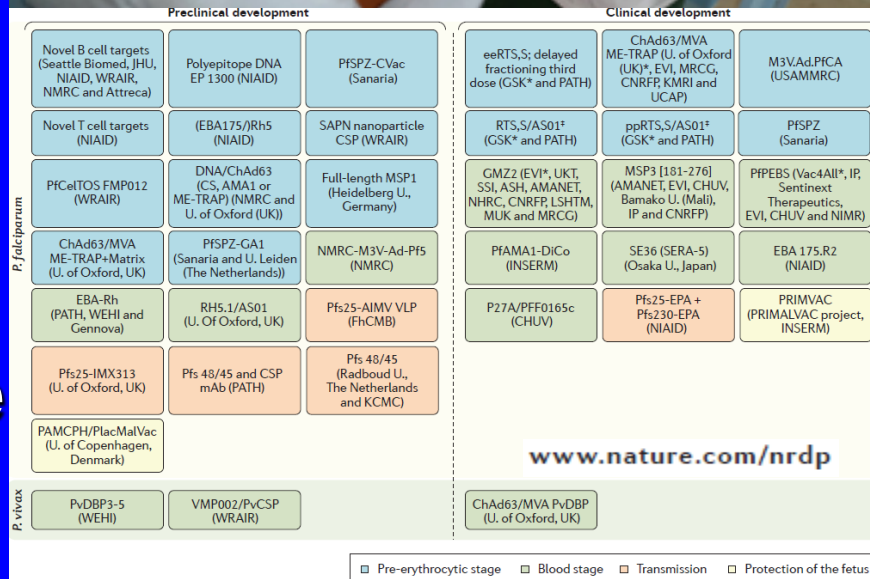 Preclinical development
Clinical development
P. falciparum
Novel B cell targets
(Seattle Biomed, JHU,
NIAID, WRAIR,
NMRC and Attreca)
Polyepitope DNA
EP 1300 (NIAID)
PfSPZ-CVac
(Sanaria)
eeRTS,S; delayed
fractioning third
dose (GSK* and PATH)
ChAd63/MVA
ME-TRAP (U. of Oxford
(UK)*, EVI, MRCG,
CNRFP, KMRI and
UCAP)
M3V.Ad.PfCA
(USAMMRC)
Novel T cell targets
(NIAID)
(EBA175/)Rh5
(NIAID)
SAPN nanoparticle
CSP (WRAIR)
RTS,S/AS01‡
(GSK* and PATH)
ppRTS,S/AS01‡
(GSK* and PATH)
PfSPZ
(Sanaria)
PfCelTOS FMP012
(WRAIR)
DNA/ChAd63
(CS, AMA1 or
ME-TRAP) (NMRC and
U. of Oxford (UK))
Full-length MSP1
(Heidelberg U.,
Germany)
GMZ2 (EVI*, UKT,
SSI, ASH, AMANET,
NHRC, CNRFP, LSHTM,
MUK and MRCG)
MSP3 [181-276]
(AMANET, EVI, CHUV,
Bamako U. (Mali),
IP and CNRFP)
PfPEBS (Vac4All*, IP,
Sentinext
Therapeutics,
EVI, CHUV and NIMR)
ChAd63/MVA
ME-TRAP+Matrix
(U. of Oxford, UK)
PfSPZ-GA1
(Sanaria and U. Leiden
(The Netherlands))
NMRC-M3V-Ad-Pf5
(NMRC)
PfAMA1-DiCo
(INSERM)
SE36 (SERA-5)
(Osaka U., Japan)
EBA 175.R2
(NIAID)
EBA-Rh
(PATH, WEHI and
Gennova)
RH5.1/AS01
(U. Of Oxford, UK)
Pfs25-AIMV VLP
(FhCMB)
P27A/PFF0165c
(CHUV)
Pfs25-EPA +
Pfs230-EPA
(NIAID)
PRIMVAC
(PRIMALVAC project,
INSERM)
Pfs25-IMX313
(U. of Oxford, UK)
Pfs 48/45 and CSP
mAb (PATH)
Pfs 48/45
(Radboud U.,
The Netherlands
and KCMC)
PAMCPH/PlacMalVac
(U. of Copenhagen,
Denmark)
www.nature.com/nrdp
P. vivax
PvDBP3-5
(WEHI)
VMP002/PvCSP
(WRAIR)
ChAd63/MVA PvDBP
(U. of Oxford, UK)
Pre-erythrocytic stage
Blood stage
Transmission
Protection of the fetus